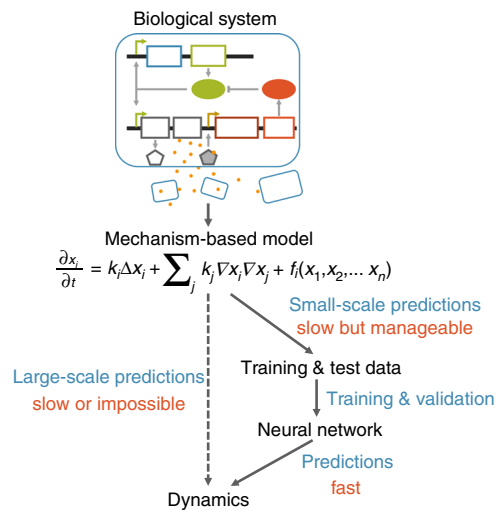 Biological system
Mechanism-based model
∂xᵢ/∂t = kᵢΔxᵢ + ∑ⱼ kⱼ∇xᵢ∇xⱼ + fᵢ(x₁,x₂,... xₙ)
Small-scale predictions
slow but manageable
Training & test data
Large-scale predictions
slow or impossible
Training & validation
Neural network
Predictions
fast
Dynamics